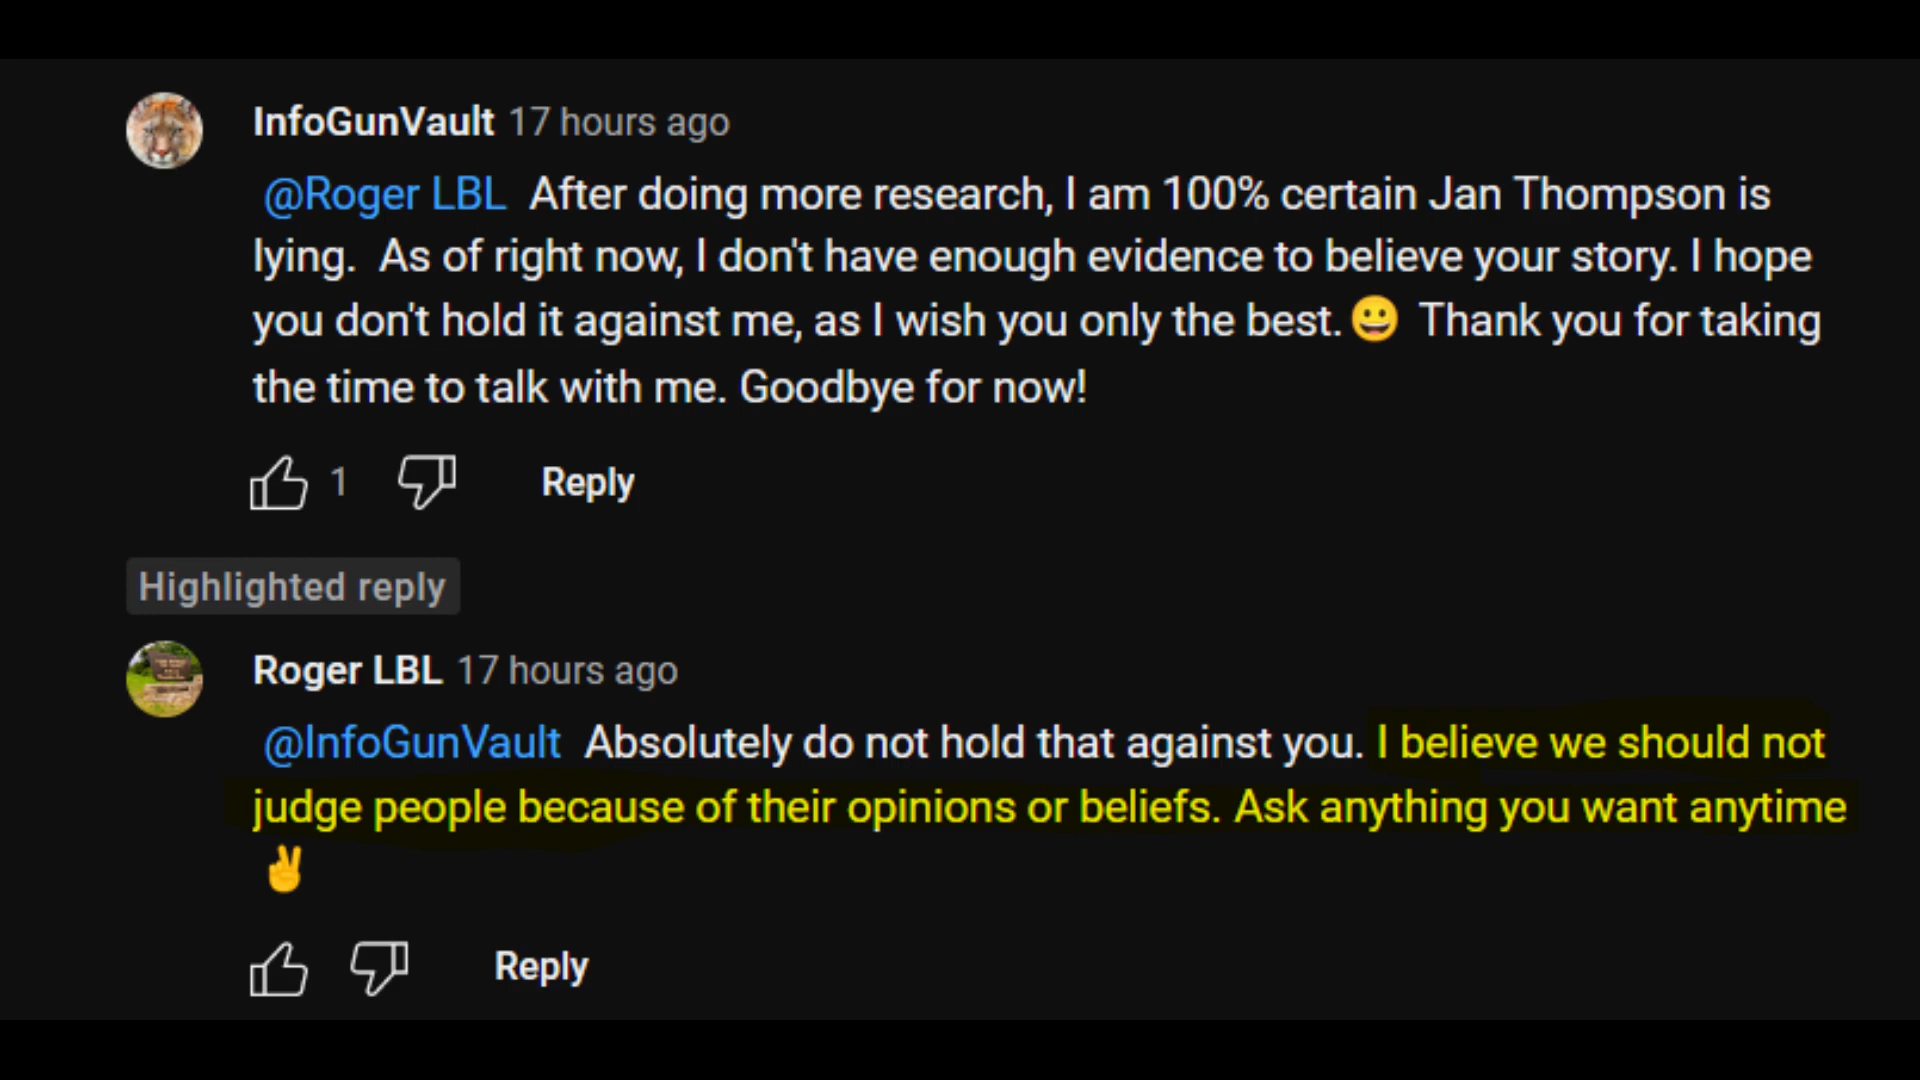 InfoGunVault 17 hours ago
@Roger LBL After doing more research, I am 100% certain Jan Thompson is
lying. As of right now, I don't have enough evidence to believe your story. I hope
you don't hold it against me, as I wish you only the best.😀 Thank you for taking
the time to talk with me. Goodbye for now!
1 Reply
Highlighted reply
Roger LBL 17 hours ago
@InfoGunVault Absolutely do not hold that against you. I believe we should not
judge people because of their opinions or beliefs. Ask anything you want anytime
✌
Reply